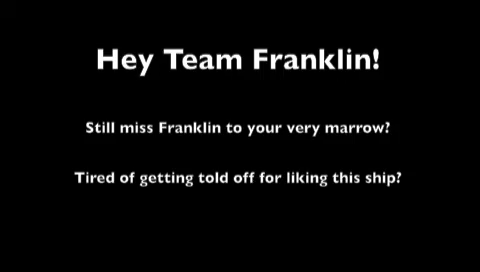 Hey Team Franklin!
Still miss Franklin to your very marrow?
Tired of getting told off for liking this ship?